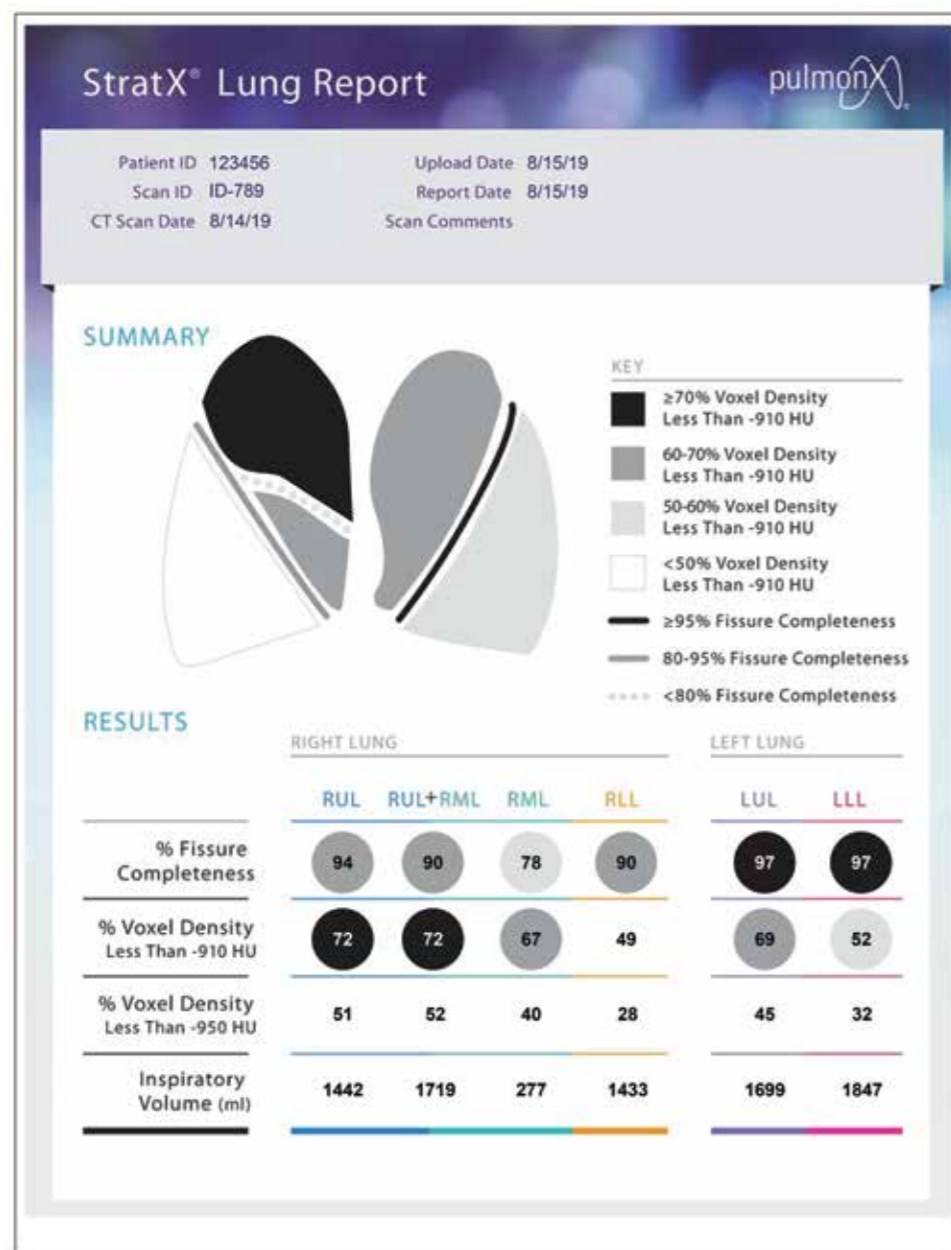 StratX® Lung Report
pulmonX®
Patient ID 123456
Scan ID ID-789
CT Scan Date 8/14/19
Upload Date 8/15/19
Report Date 8/15/19
Scan Comments
SUMMARY
KEY
≥70% Voxel Density
Less Than -910 HU
60-70% Voxel Density
Less Than -910 HU
50-60% Voxel Density
Less Than -910 HU
<50% Voxel Density
Less Than -910 HU
≥95% Fissure Completeness
80-95% Fissure Completeness
<80% Fissure Completeness
RESULTS
RIGHT LUNG LEFT LUNG
RUL RUL+RML RML RLL LUL LLL
% Fissure
Completeness
94 90 78 90 97 97
% Voxel Density
Less Than -910 HU
72 72 67 49 69 52
% Voxel Density
Less Than -950 HU
51 52 40 28 45 32
Inspiratory
Volume (ml)
1442 1719 277 1433 1699 1847